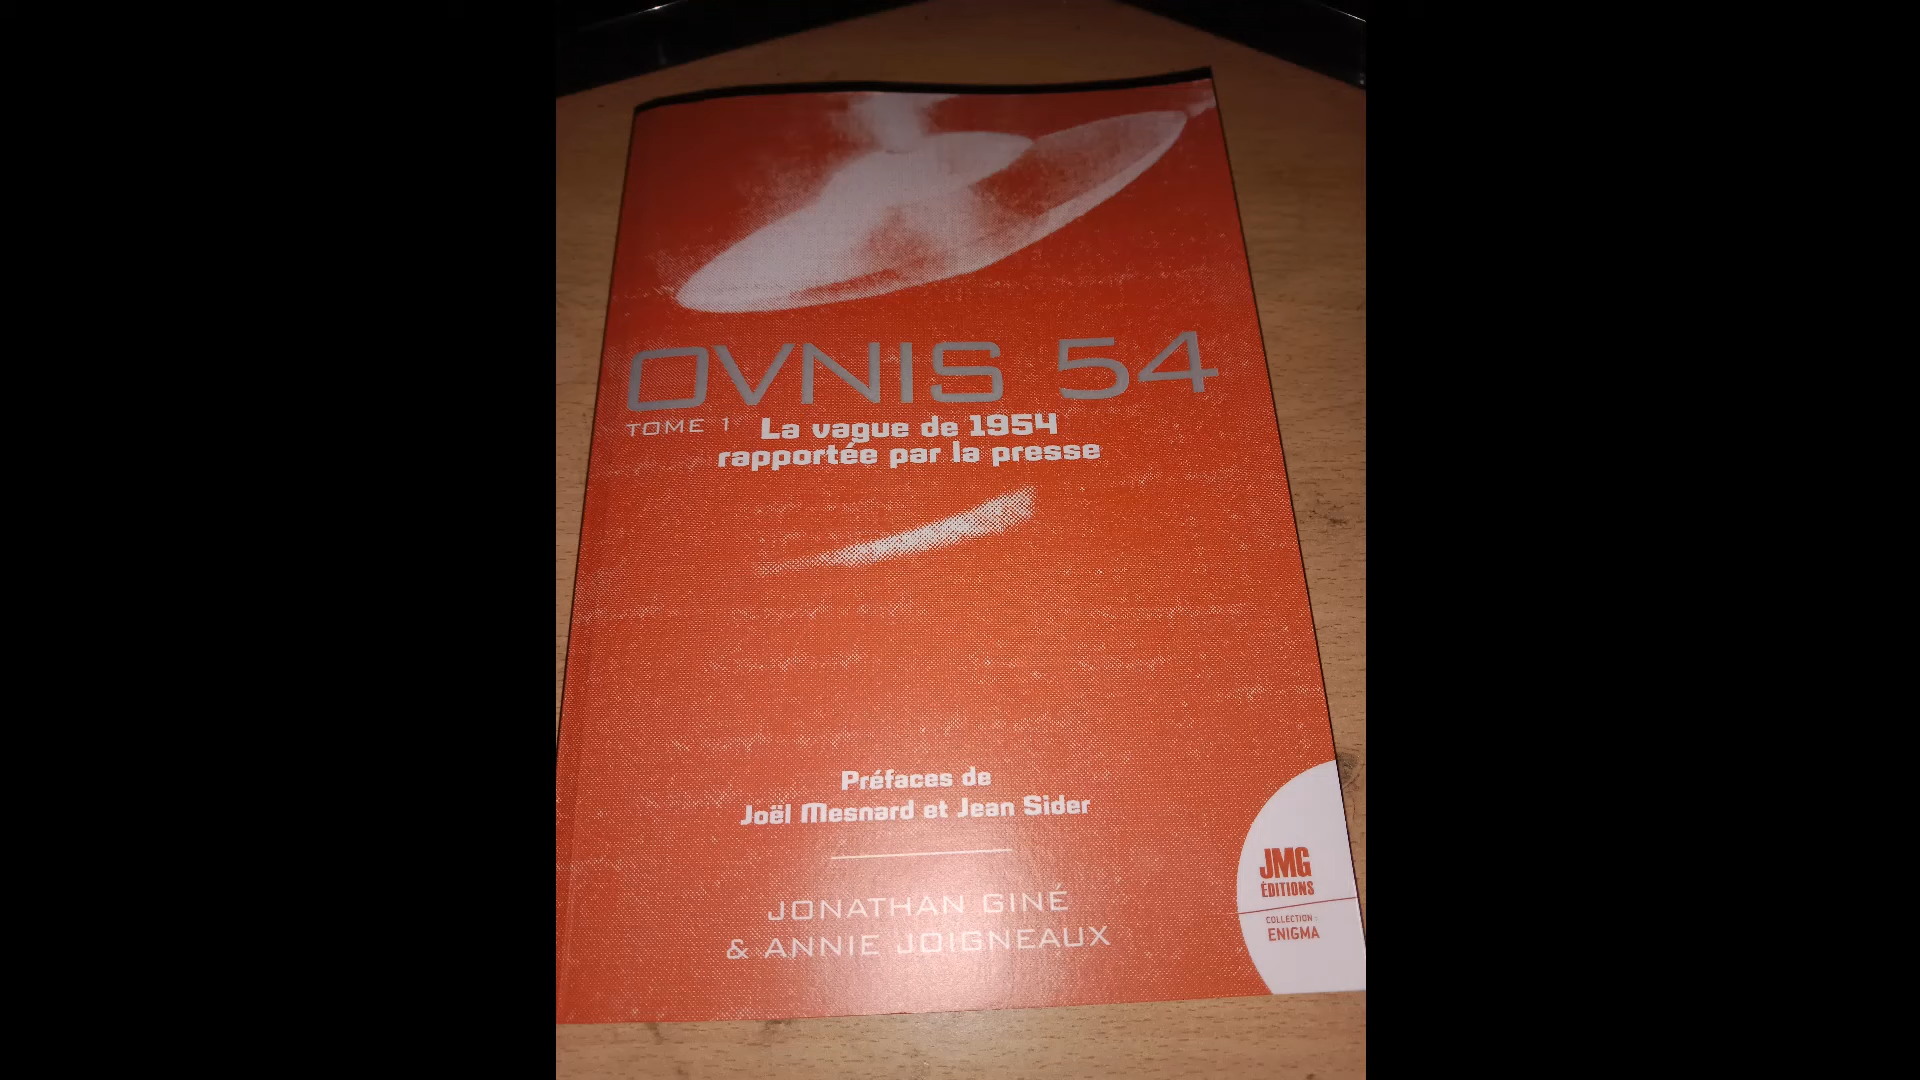 OVNIS 54
TOME 1
La vague de 1954
rapportée par la presse
Préfaces de
Joël Mesnard et Jean Sider
JONATHAN GINÉ
& ANNIE JOIGNEAUX
JMG
ÉDITIONS
COLLECTION :
ENIGMA